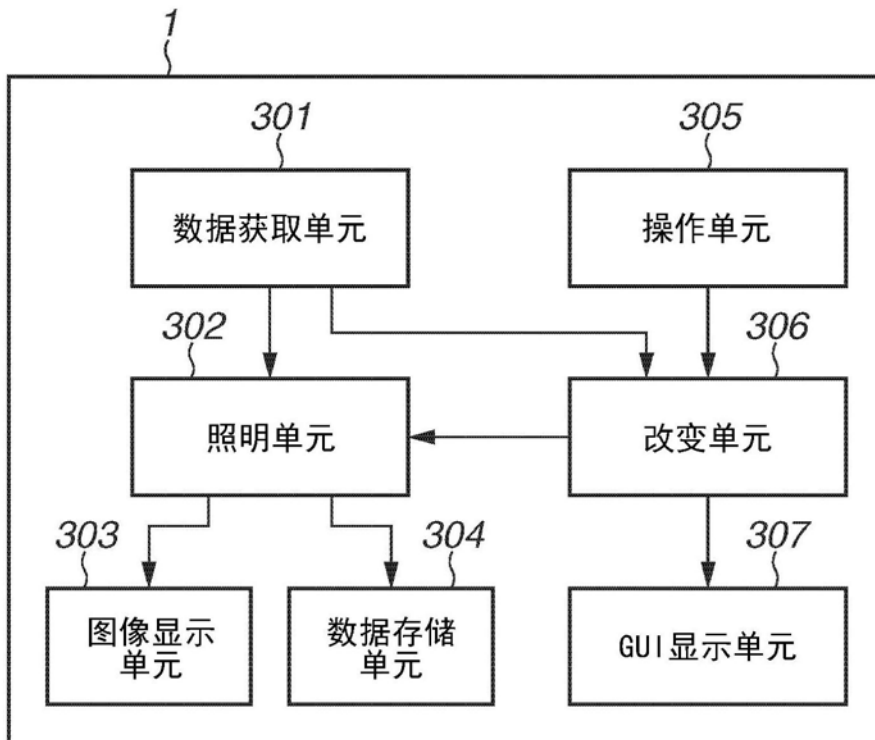 1
301
305
数据获取单元
操作单元
302
306
照明单元
改变单元
303
304
307
图像显示
单元
数据存储
单元
GUI显示单元